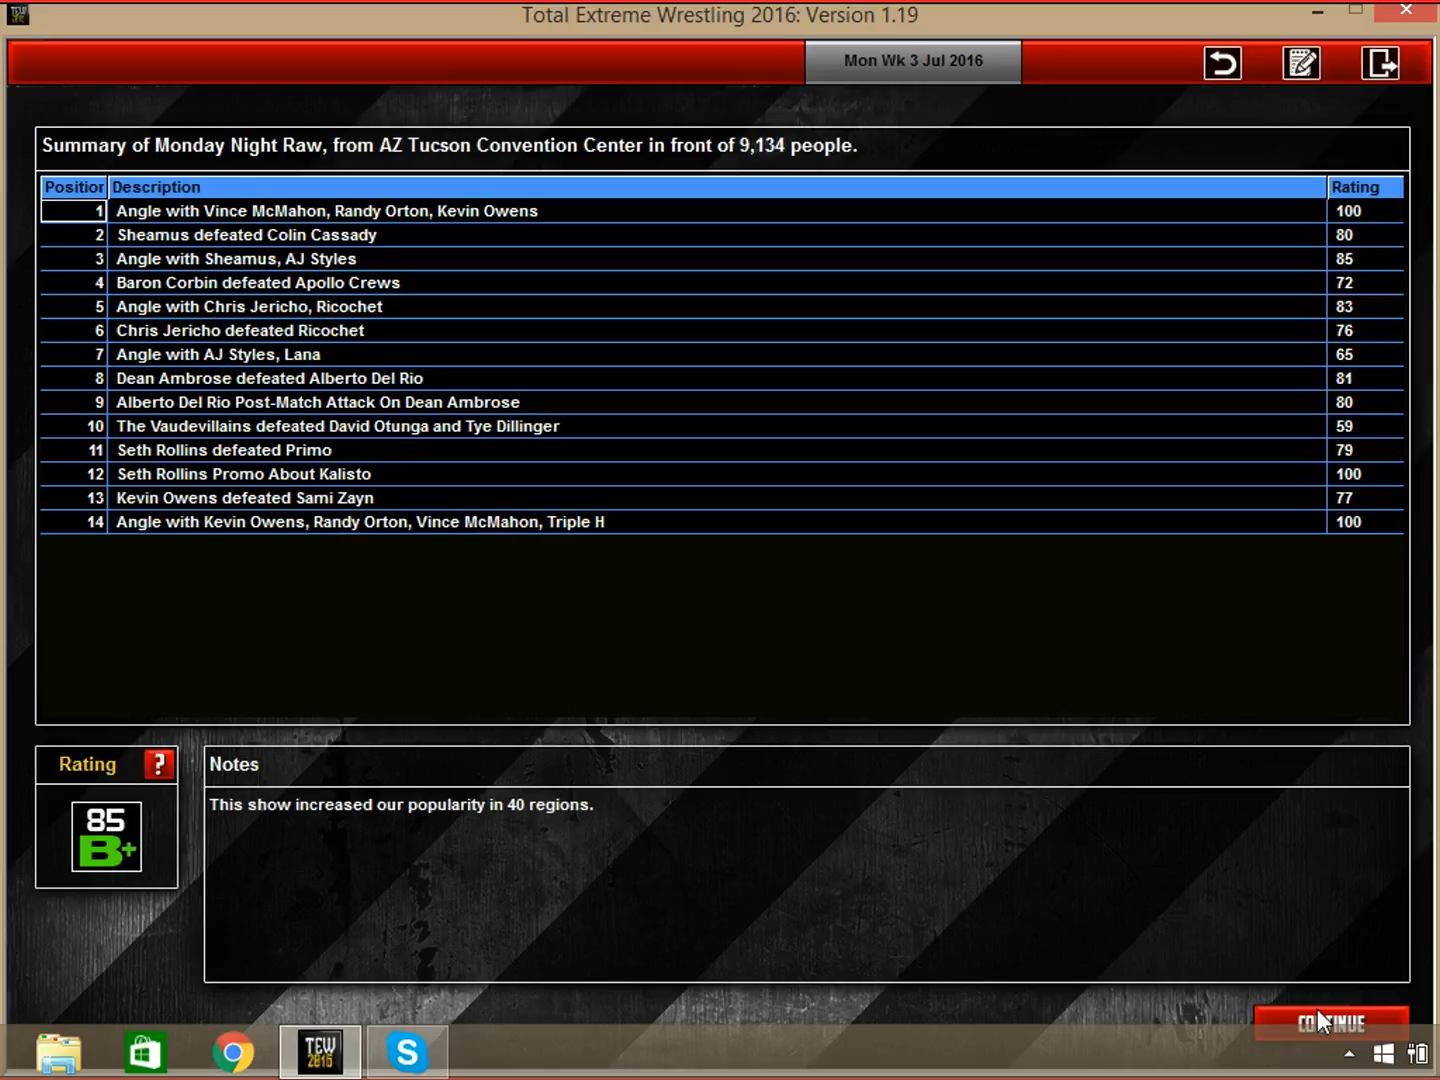 Total Extreme Wrestling 2016: Version 1.19
Mon Wk 3 Jul 2016
Summary of Monday Night Raw, from AZ Tucson Convention Center in front of 9,134 people.
Position Description Rating
1 Angle with Vince McMahon, Randy Orton, Kevin Owens 100
2 Sheamus defeated Colin Cassady 80
3 Angle with Sheamus, AJ Styles 85
4 Baron Corbin defeated Apollo Crews 72
5 Angle with Chris Jericho, Ricochet 83
6 Chris Jericho defeated Ricochet 76
7 Angle with AJ Styles, Lana 65
8 Dean Ambrose defeated Alberto Del Rio 81
9 Alberto Del Rio Post-Match Attack On Dean Ambrose 80
10 The Vaudevillains defeated David Otunga and Tye Dillinger 59
11 Seth Rollins defeated Primo 79
12 Seth Rollins Promo About Kalisto 100
13 Kevin Owens defeated Sami Zayn 77
14 Angle with Kevin Owens, Randy Orton, Vince McMahon, Triple H 100
Rating ?
85
B+
Notes
This show increased our popularity in 40 regions.
CONTINUE
TEW
2016
S